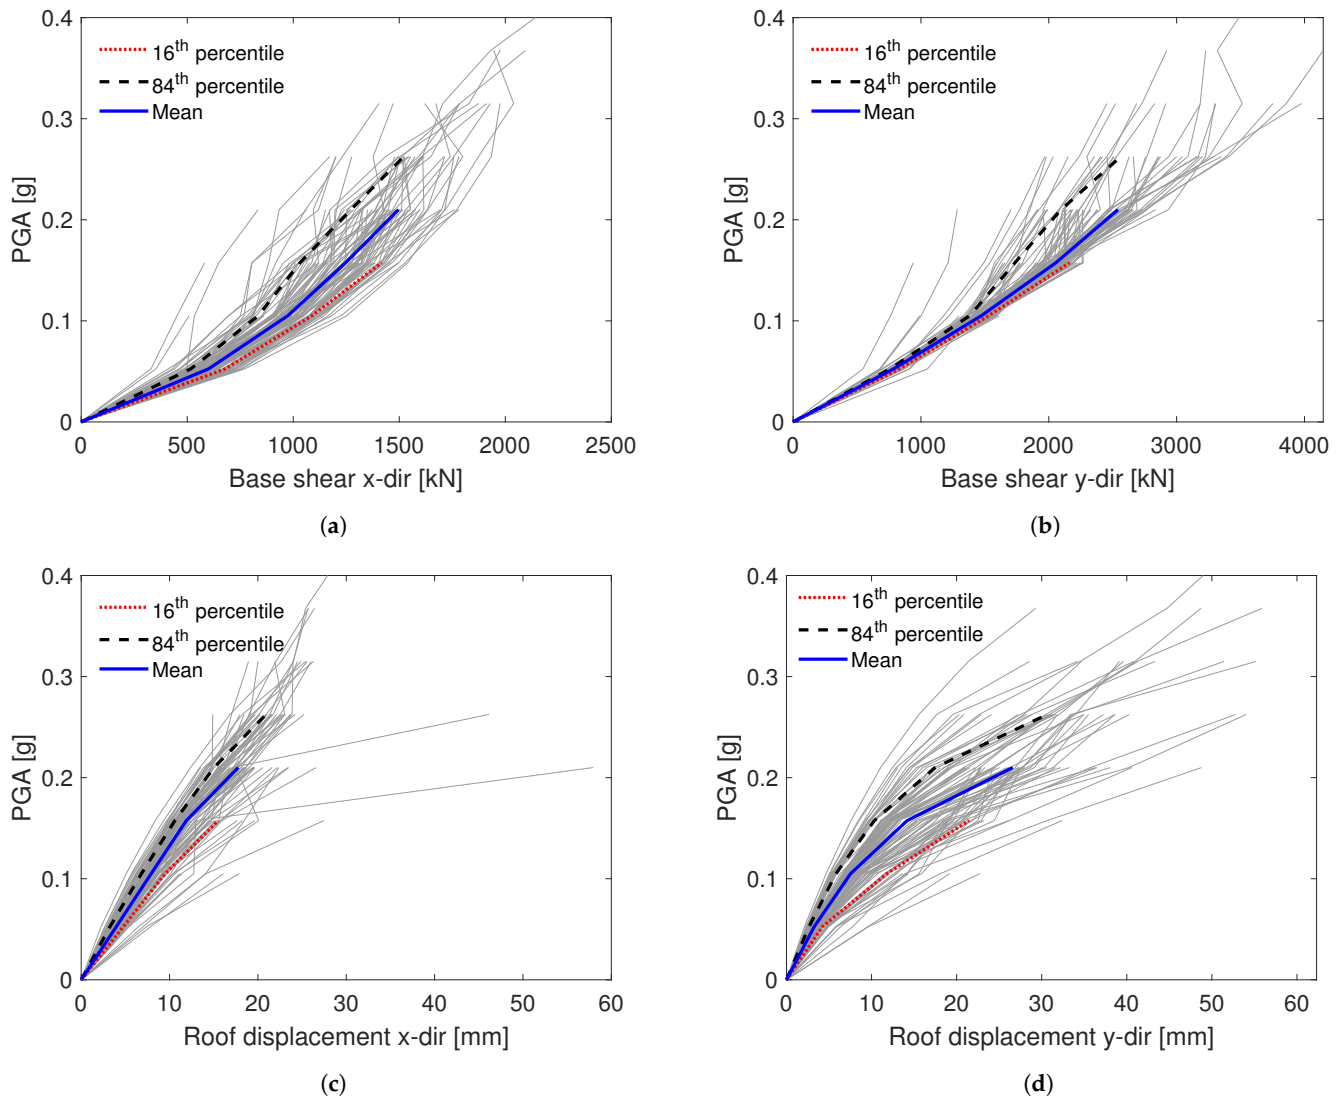 0.4
0.3
0.2
0.1
0
PGA [g]
16th percentile
84th percentile
Mean
0 500 1000 1500 2000 2500
Base shear x-dir [kN]
(a)
0.4
0.3
0.2
0.1
0
PGA [g]
16th percentile
84th percentile
Mean
0 1000 2000 3000 4000
Base shear y-dir [kN]
(b)
0.4
0.3
0.2
0.1
0
PGA [g]
16th percentile
84th percentile
Mean
0 10 20 30 40 50 60
Roof displacement x-dir [mm]
(c)
0.4
0.3
0.2
0.1
0
PGA [g]
16th percentile
84th percentile
Mean
0 10 20 30 40 50 60
Roof displacement y-dir [mm]
(d)